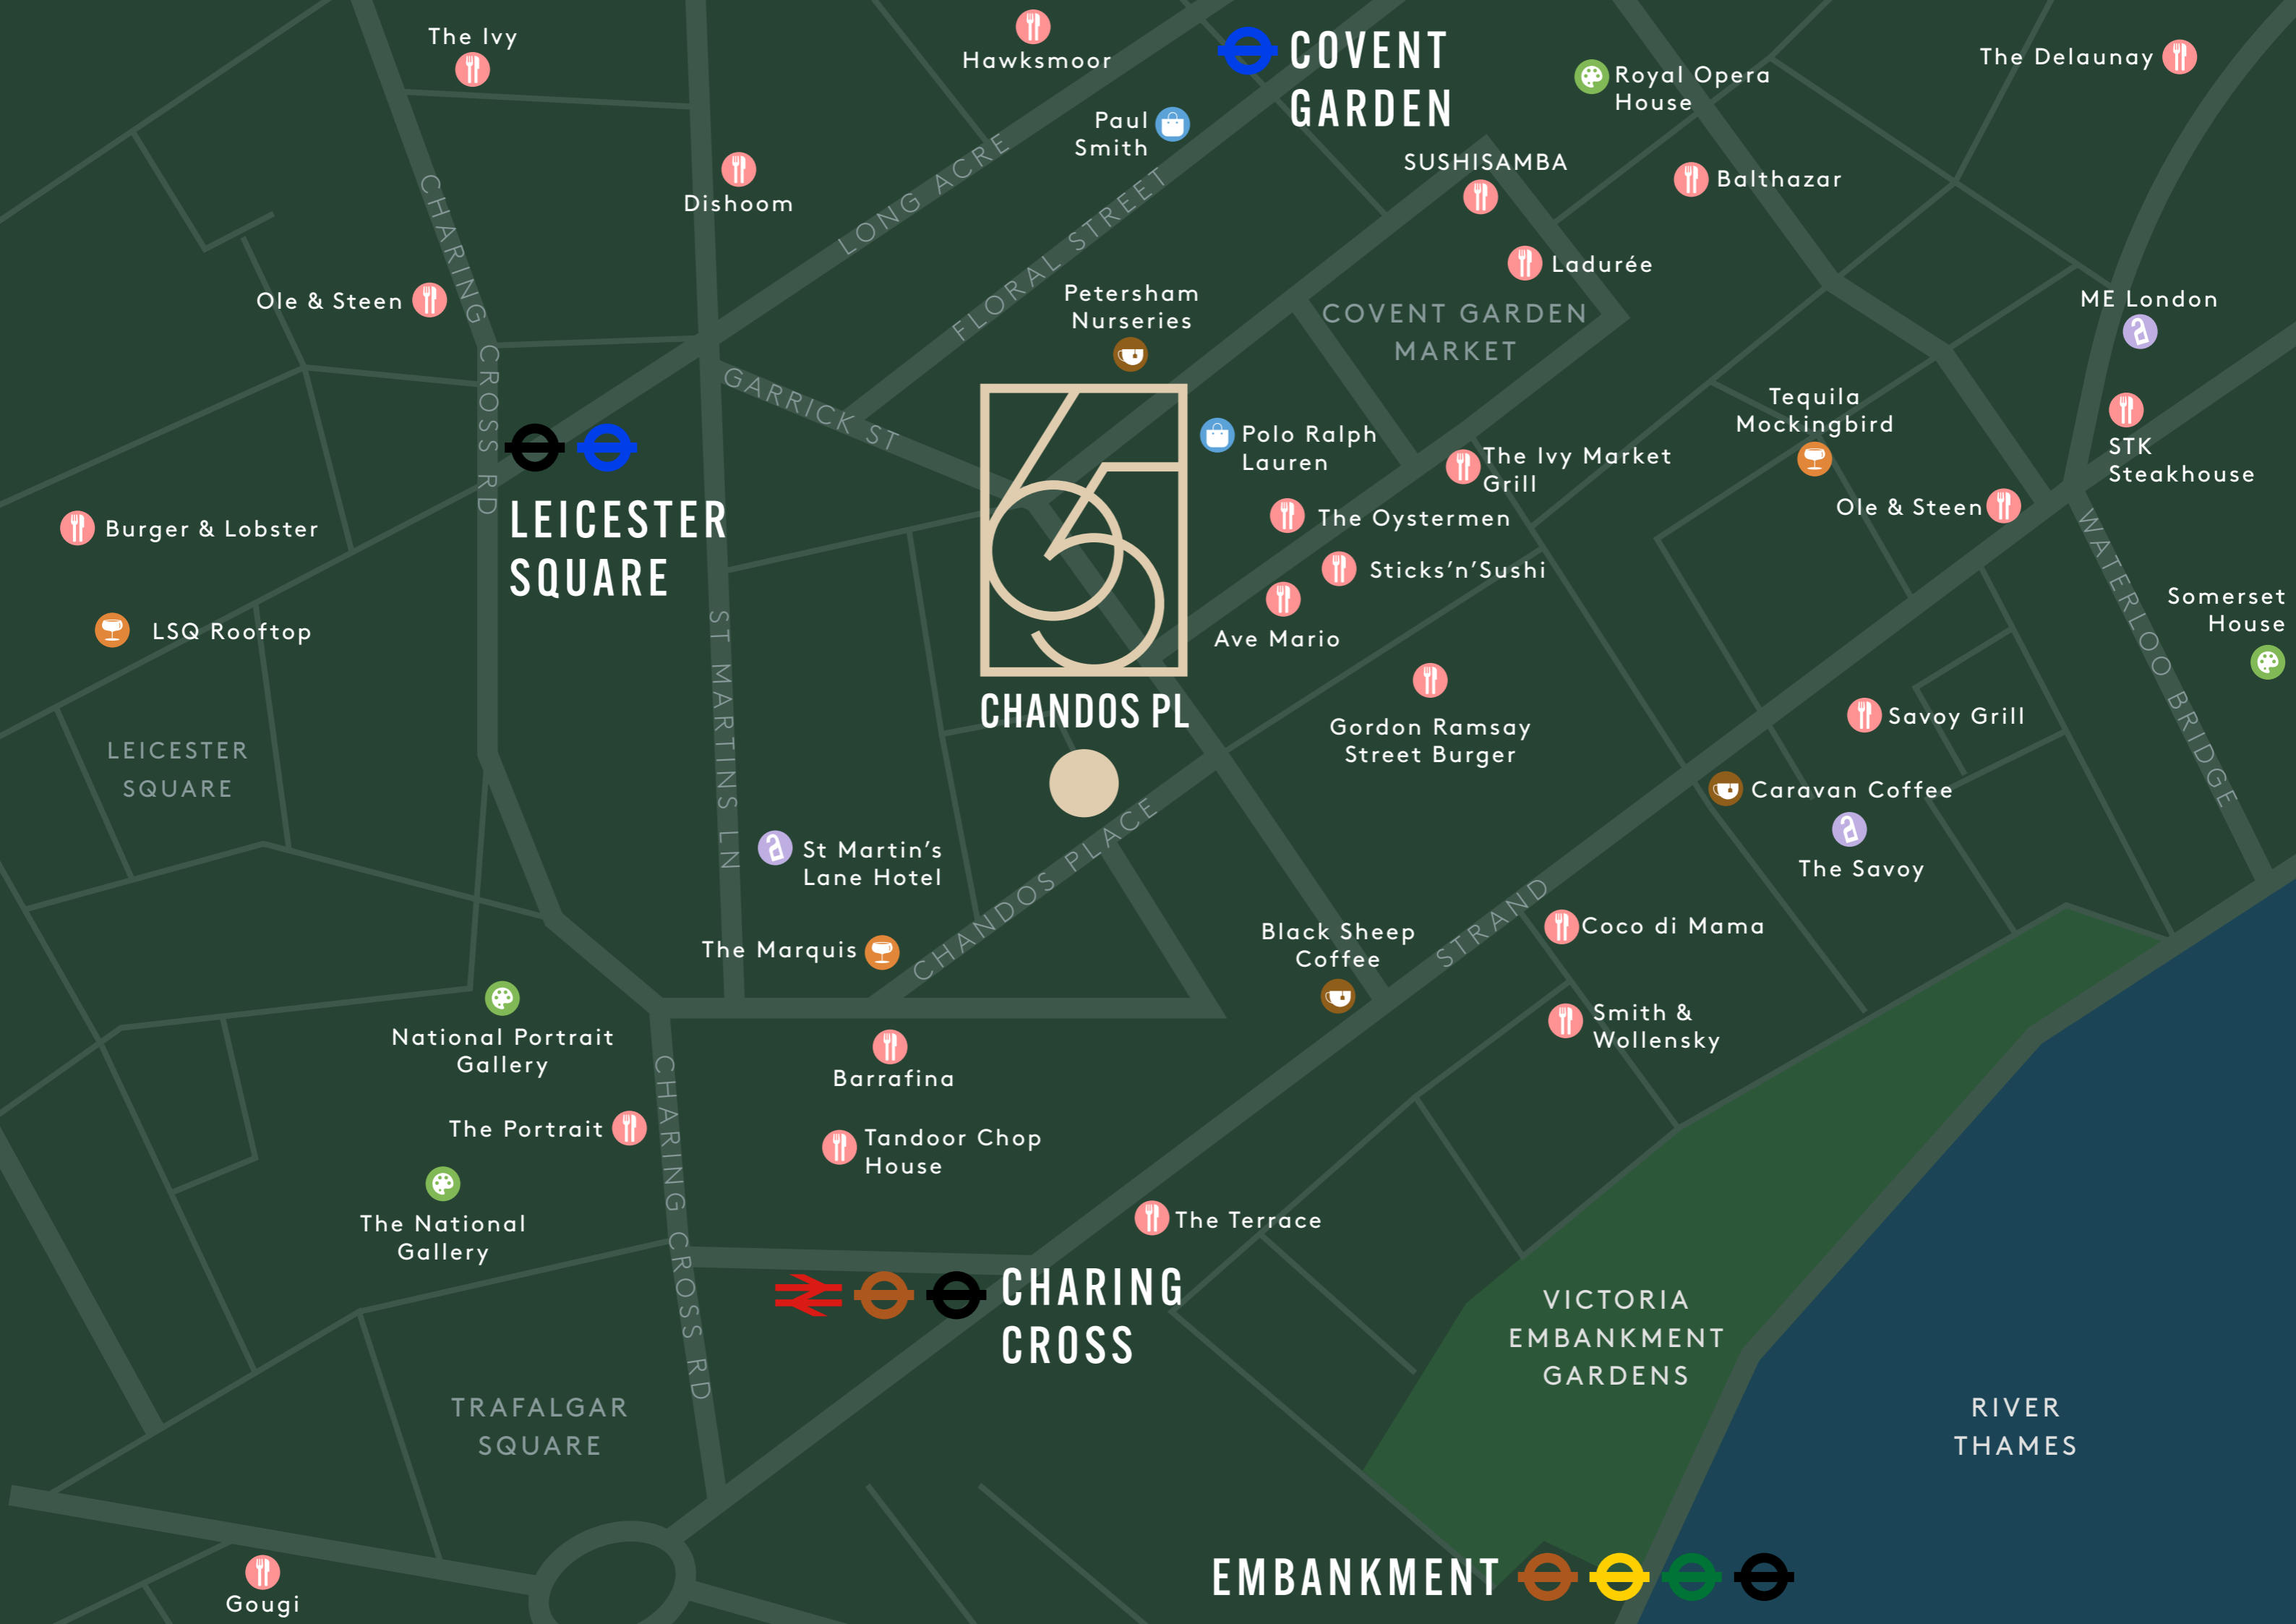 The Ivy
Hawksmoor
COVENT
GARDEN
Royal Opera
House
The Delaunay
Paul
Smith
SUSHISAMBA
Balthazar
Dishoom
LONG ACRE
FLORAL STREET
CHARING CROSS RD
Ole & Steen
Petersham
Nurseries
Ladurée
COVENT GARDEN
MARKET
ME London
GARRICK ST
Tequila
Mockingbird
Polo Ralph
Lauren
The Ivy Market
Grill
STK
Steakhouse
Ole & Steen
LEICESTER
SQUARE
Burger & Lobster
The Oystermen
Sticks’n’Sushi
65
WATERLOO BRIDGE
Somerset
House
LSQ Rooftop
ST MARTINS LN
Ave Mario
CHANDOS PL
Gordon Ramsay
Street Burger
Savoy Grill
LEICESTER
SQUARE
Caravan Coffee
The Savoy
St Martin’s
Lane Hotel
CHANDOS PLACE
The Marquis
Black Sheep
Coffee
STRAND
Coco di Mama
Smith &
Wollensky
National Portrait
Gallery
Barrafina
CHARING CROSS RD
The Portrait
Tandoor Chop
House
The National
Gallery
The Terrace
CHARING
CROSS
VICTORIA
EMBANKMENT
GARDENS
TRAFALGAR
SQUARE
RIVER
THAMES
EMBANKMENT
Gougi